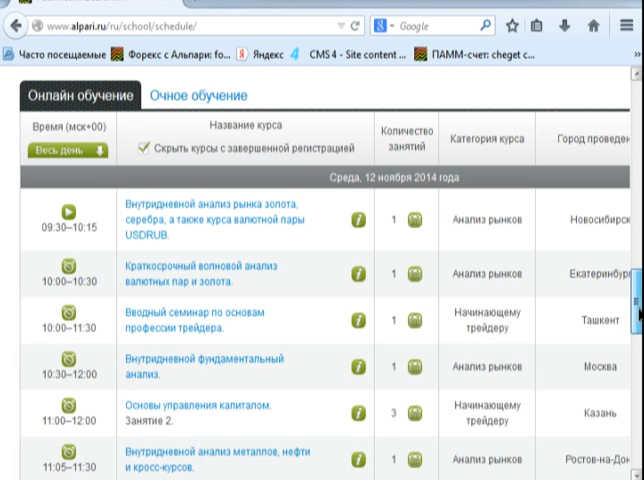 www.alpari.ru/ru/school/schedule/
Google
Часто посещаемые
Форекс с Альпари: fo...
Яндекс
CMS4 - Site content ...
ПАММ-счет: cheget с...
Онлайн обучение
Очное обучение
Время (мск+00)
Весь день
Название курса
Скрыть курсы с завершенной регистрацией
Количество
занятий
Категория курса
Город проведен
Среда, 12 ноября 2014 года
09:30–10:15
Внутридневной анализ рынка золота,
серебра, а также курса валютной пары
USDRUB.
1
Анализ рынков
Новосибирск
10:00–10:30
Краткосрочный волновой анализ
валютных пар и золота.
1
Анализ рынков
Екатеринбур
10:00–11:30
Вводный семинар по основам
профессии трейдера.
1
Начинающему
трейдеру
Ташкент
10:30–12:00
Внутридневной фундаментальный
анализ.
1
Анализ рынков
Москва
11:00–12:00
Основы управления капиталом.
Занятие 2.
3
Начинающему
трейдеру
Казань
11:05–11:30
Внутридневной анализ металлов, нефти
и кросс-курсов.
1
Анализ рынков
Ростов-на-Дон